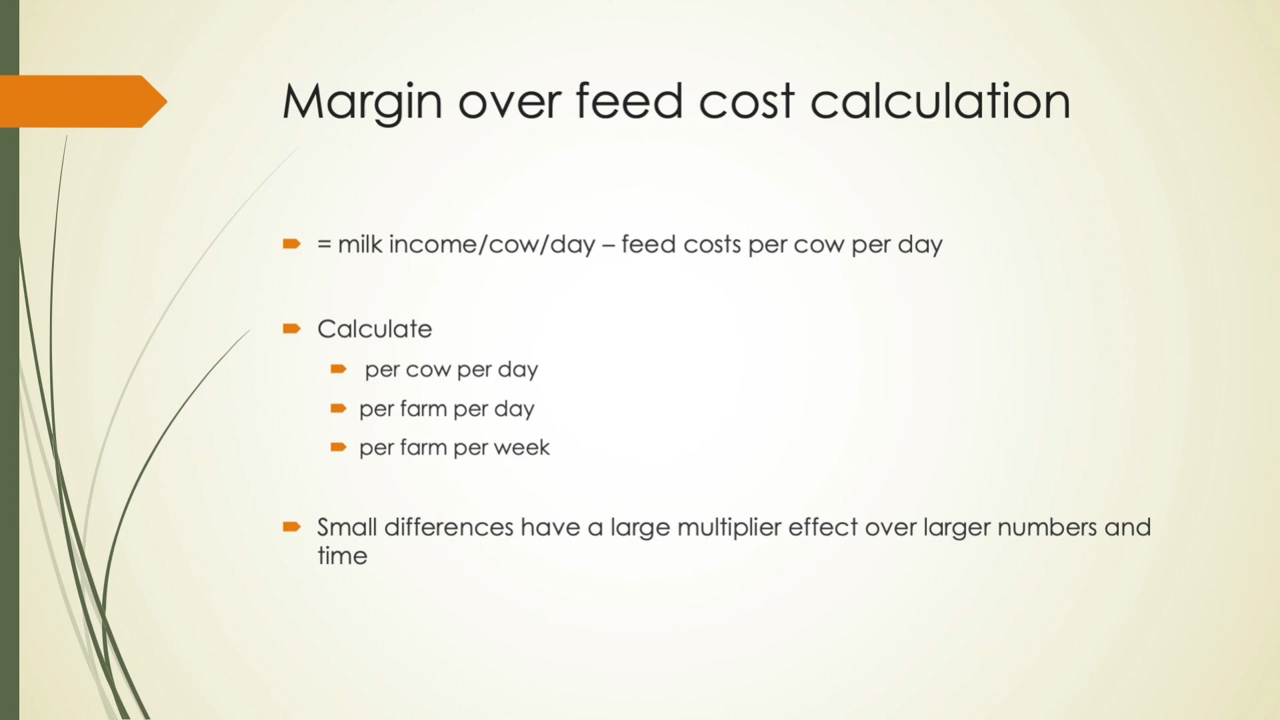 Margin over feed cost calculation
= milk income/cow/day – feed costs per cow per day
Calculate
per cow per day
per farm per day
per farm per week
Small differences have a large multiplier effect over larger numbers and
time